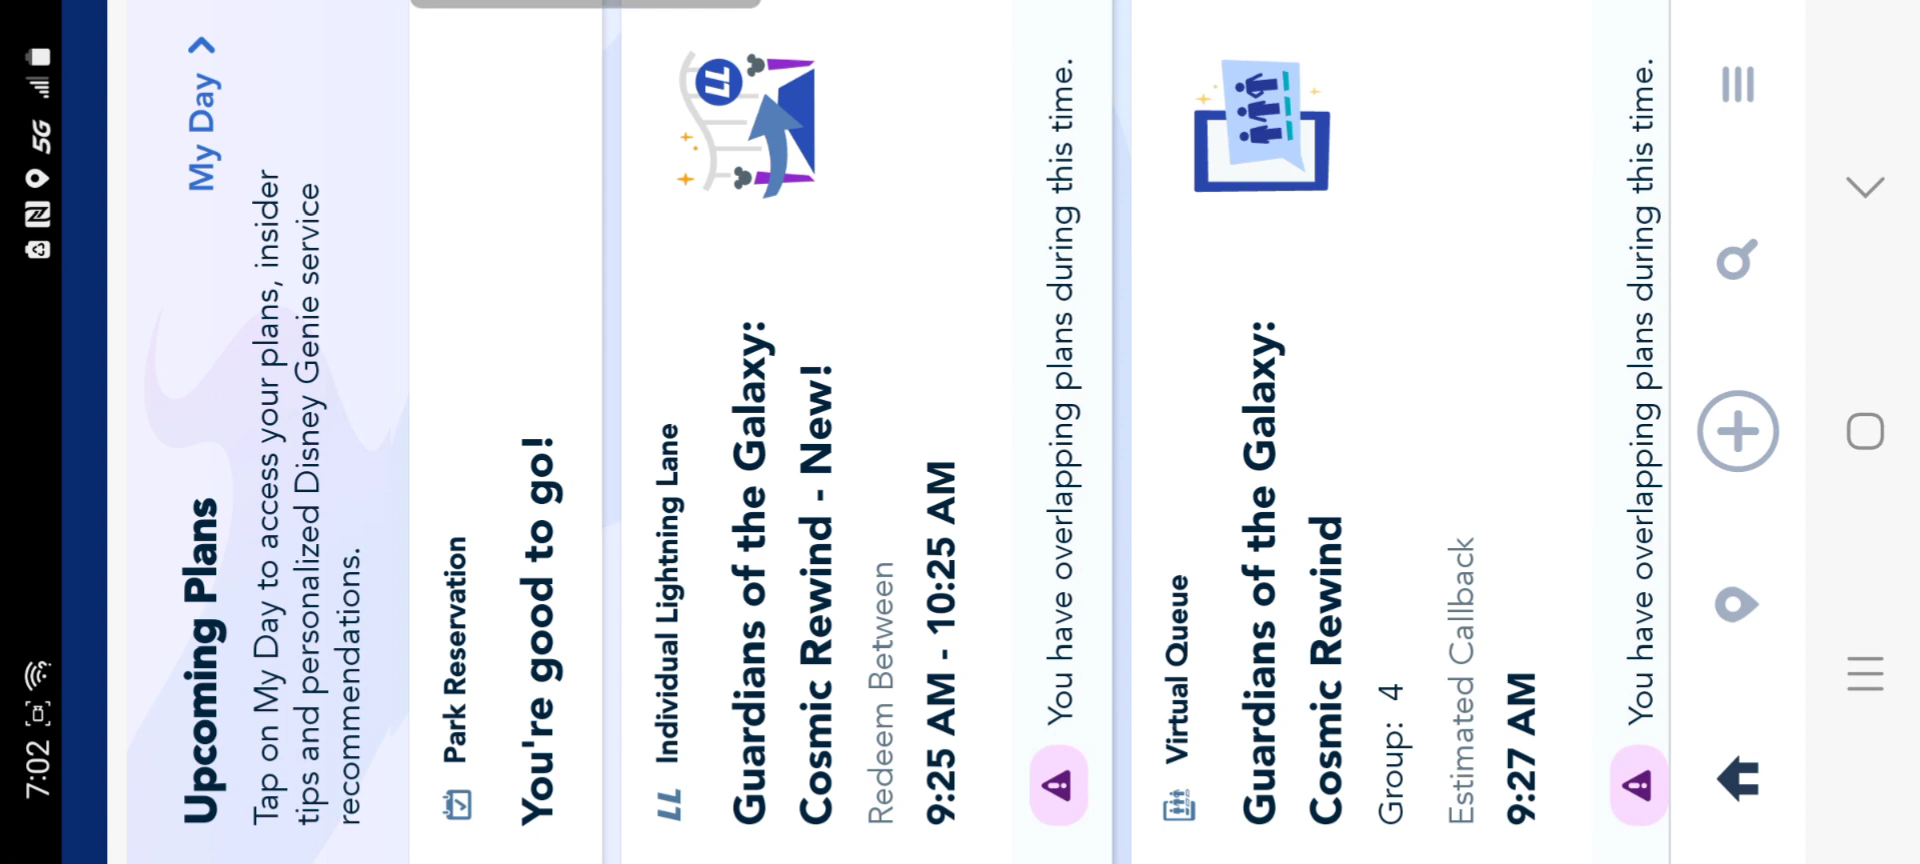 7:02
5G
Upcoming Plans
My Day
Tap on My Day to access your plans, insider
tips and personalized Disney Genie service
recommendations.
Park Reservation
You're good to go!
LL Individual Lightning Lane
LL
Guardians of the Galaxy:
Cosmic Rewind - New!
Redeem Between
9:25 AM - 10:25 AM
You have overlapping plans during this time.
Virtual Queue
Guardians of the Galaxy:
Cosmic Rewind
Group: 4
Estimated Callback
9:27 AM
You have overlapping plans during this time.